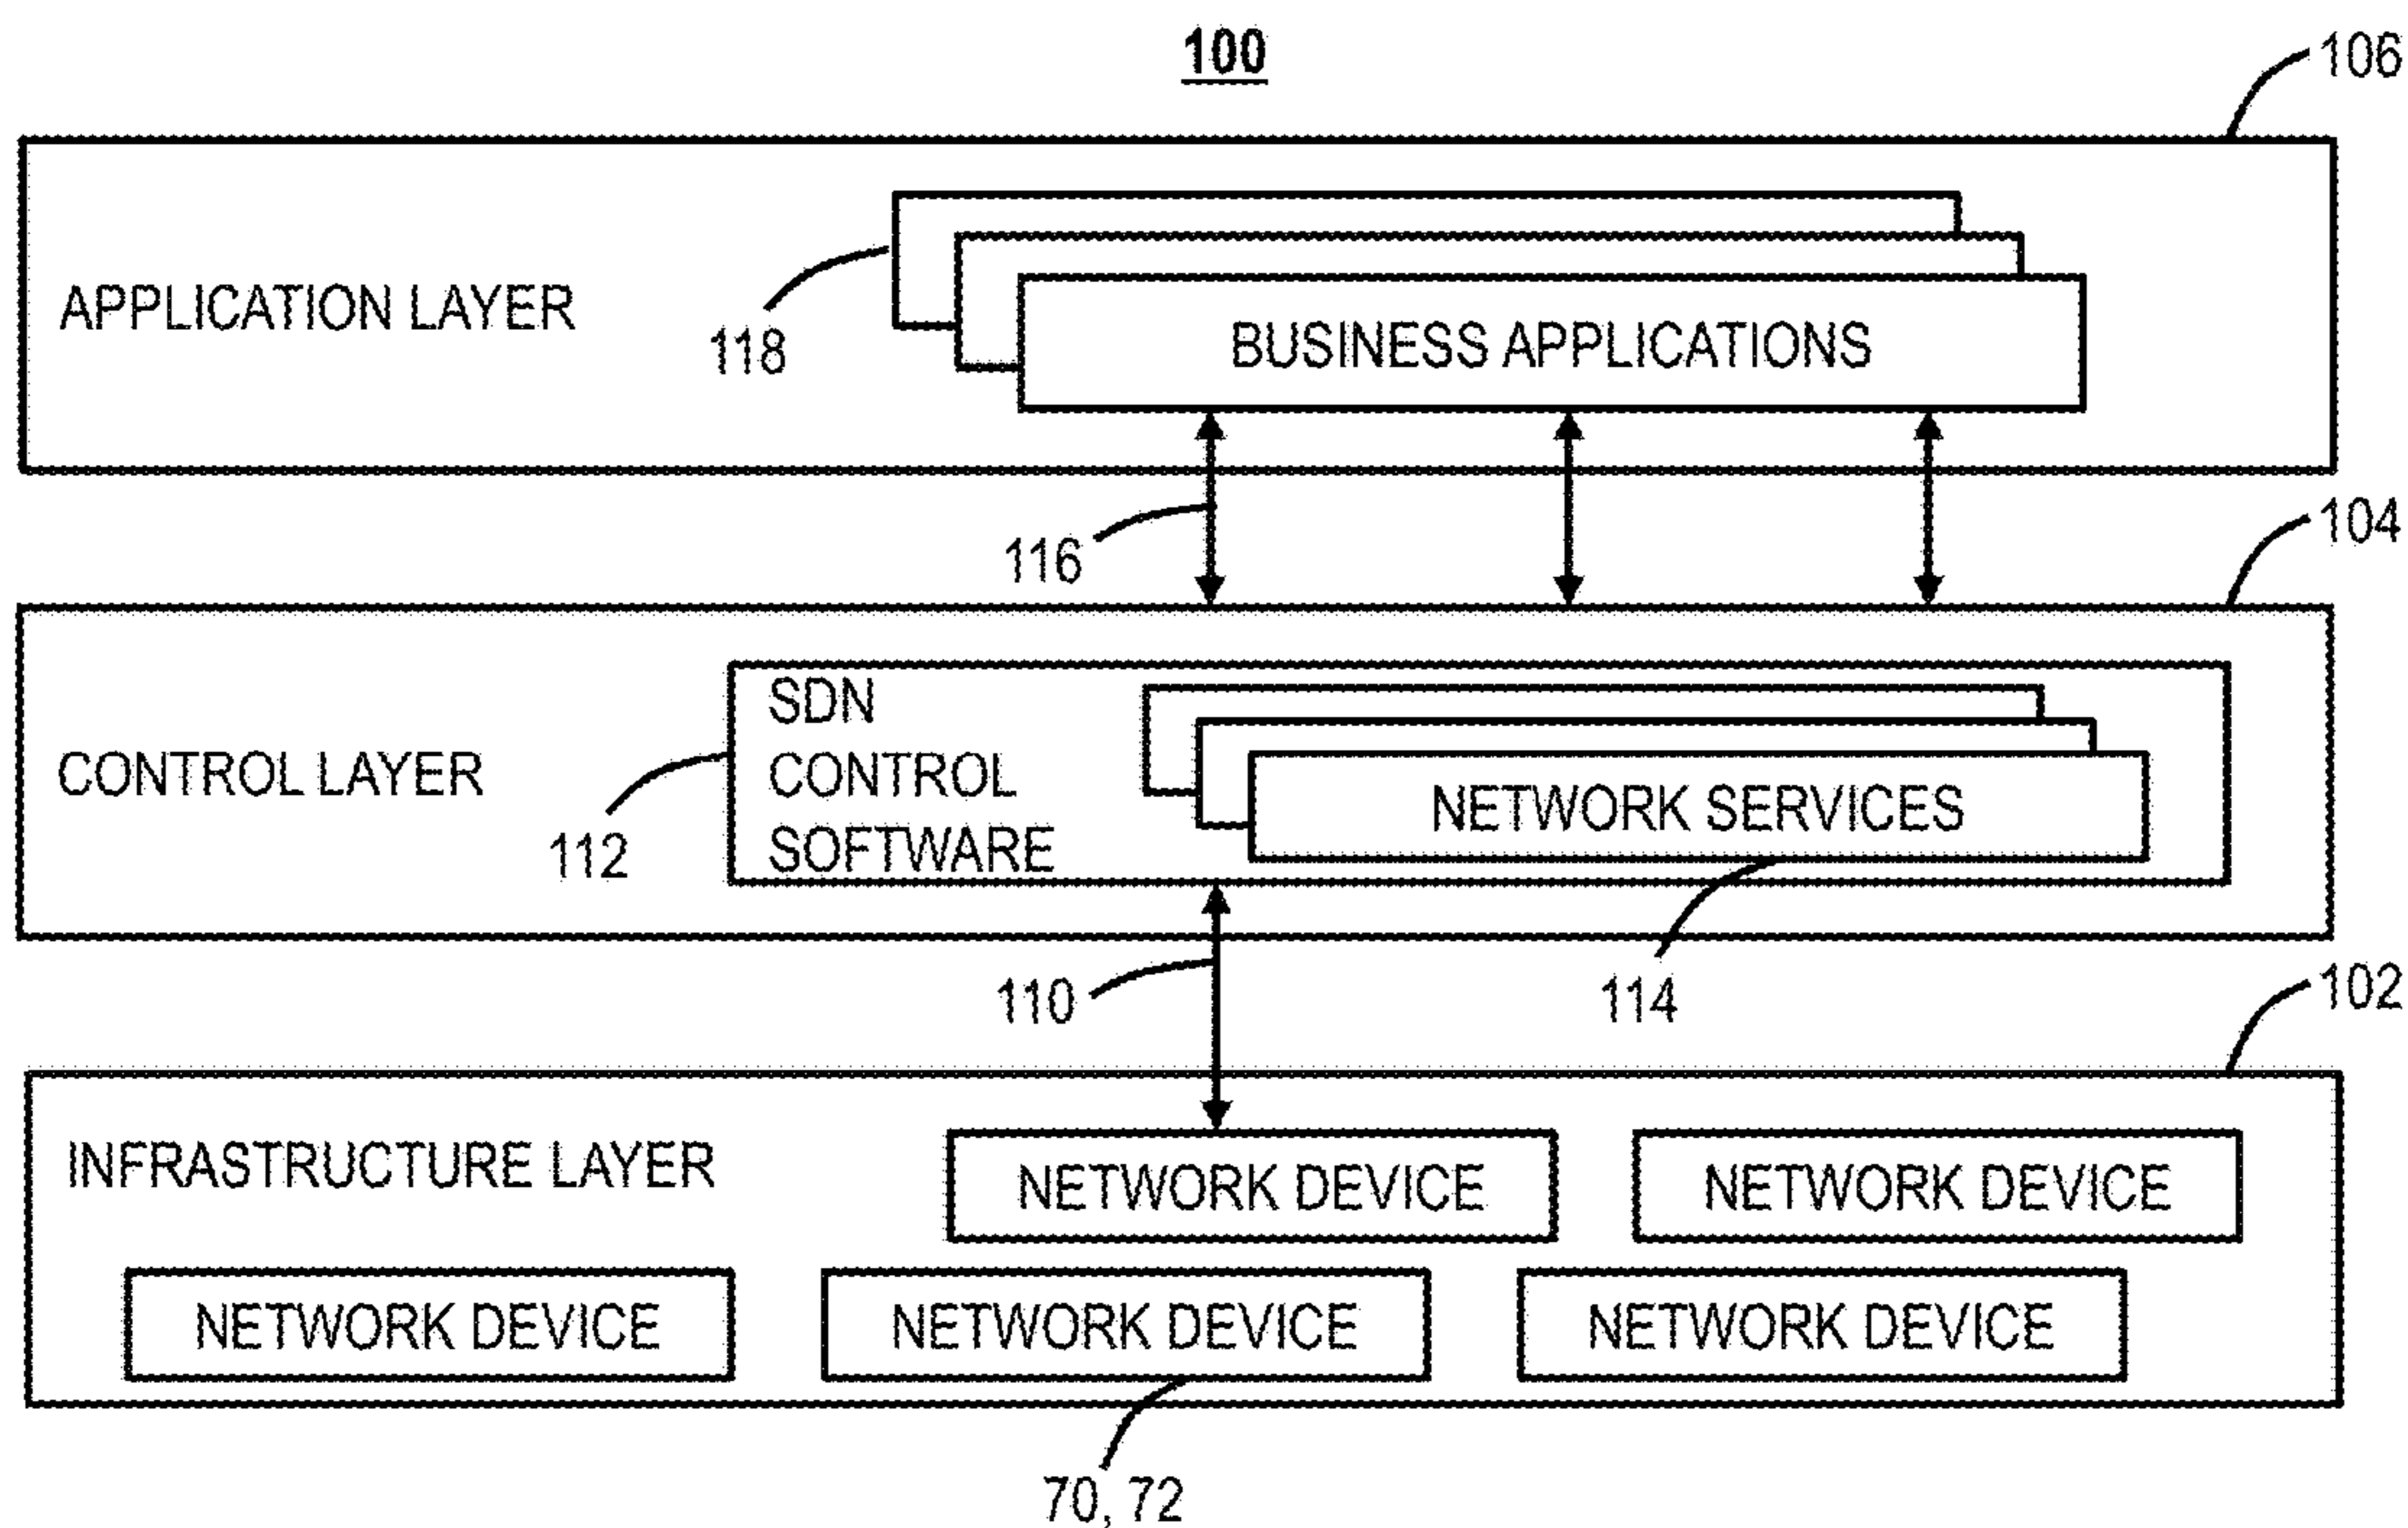 100
106
APPLICATION LAYER
118
BUSINESS APPLICATIONS
116
104
CONTROL LAYER
112
SDN
CONTROL
SOFTWARE
NETWORK SERVICES
110
114
102
INFRASTRUCTURE LAYER
NETWORK DEVICE
NETWORK DEVICE
NETWORK DEVICE
NETWORK DEVICE
NETWORK DEVICE
70, 72